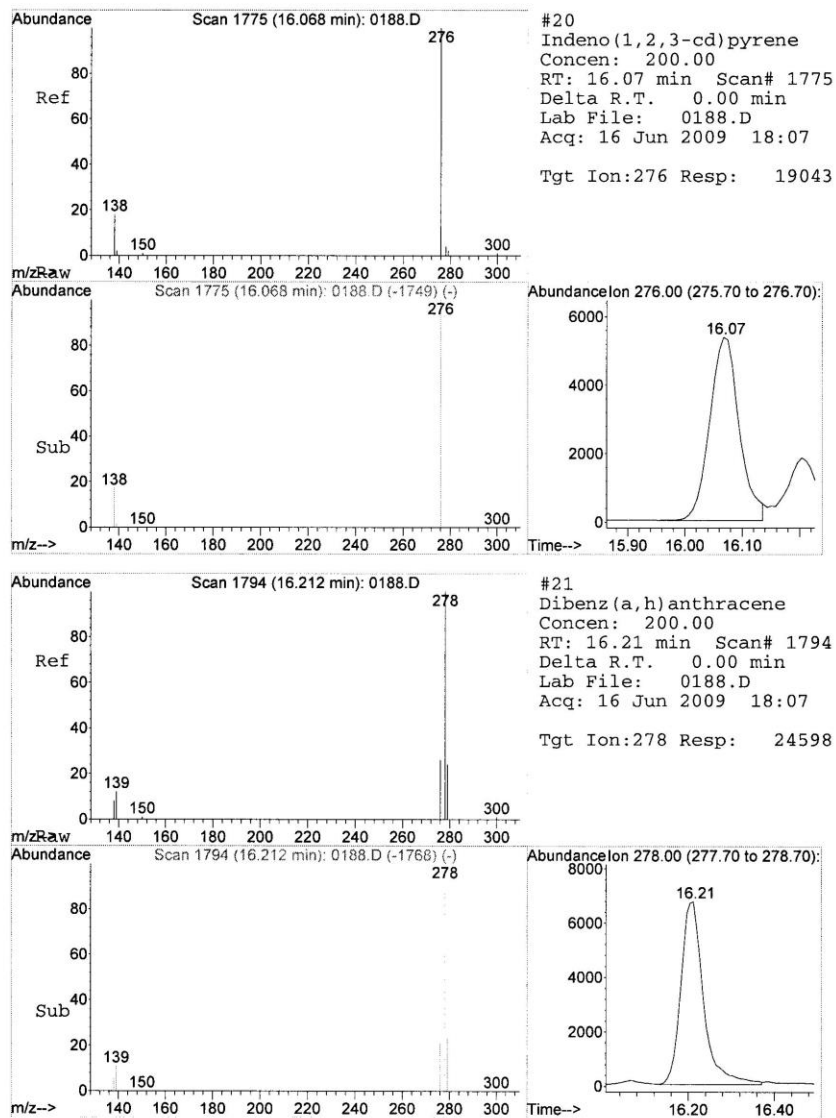 Abundance Scan 1775 (16.068 min): 0188.D
276
80
Ref 60
40
20
138
150
300
0
m/z Raw 140 160 180 200 220 240 260 280 300
#20
Indeno(1,2,3-cd)pyrene
Concen: 200.00
RT: 16.07 min Scan# 1775
Delta R.T. 0.00 min
Lab File: 0188.D
Acq: 16 Jun 2009 18:07
Tgt Ion:276 Resp: 19043
Abundance Scan 1775 (16.068 min): 0188.D (-1749) (-)
276
80
60
40
Sub
20
138
150
300
0
m/z--> 140 160 180 200 220 240 260 280 300
Abundance Ion 276.00 (275.70 to 276.70):
6000
16.07
4000
2000
0
Time--> 15.90 16.00 16.10
Abundance Scan 1794 (16.212 min): 0188.D
278
80
Ref 60
40
20
139
150
300
0
m/z Raw 140 160 180 200 220 240 260 280 300
#21
Dibenz(a,h)anthracene
Concen: 200.00
RT: 16.21 min Scan# 1794
Delta R.T. 0.00 min
Lab File: 0188.D
Acq: 16 Jun 2009 18:07
Tgt Ion:278 Resp: 24598
Abundance Scan 1794 (16.212 min): 0188.D (-1768) (-)
278
80
60
40
Sub
20
139
150
300
0
m/z--> 140 160 180 200 220 240 260 280 300
Abundance Ion 278.00 (277.70 to 278.70):
8000
16.21
6000
4000
2000
0
Time--> 16.20 16.40